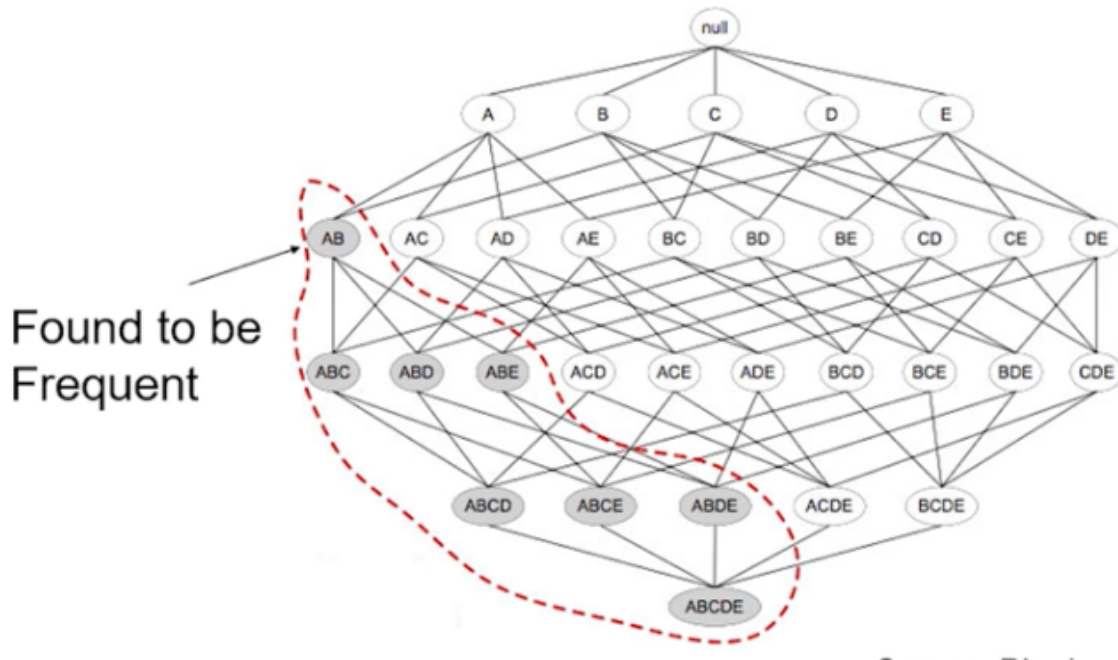 null
A B C D E
AB AC AD AE BC BD BE CD CE DE
Found to be
Frequent
ABC ABD ABE ACD ACE ADE BCD BCE BDE CDE
ABCD ABCE ABDE ACDE BCDE
ABCDE